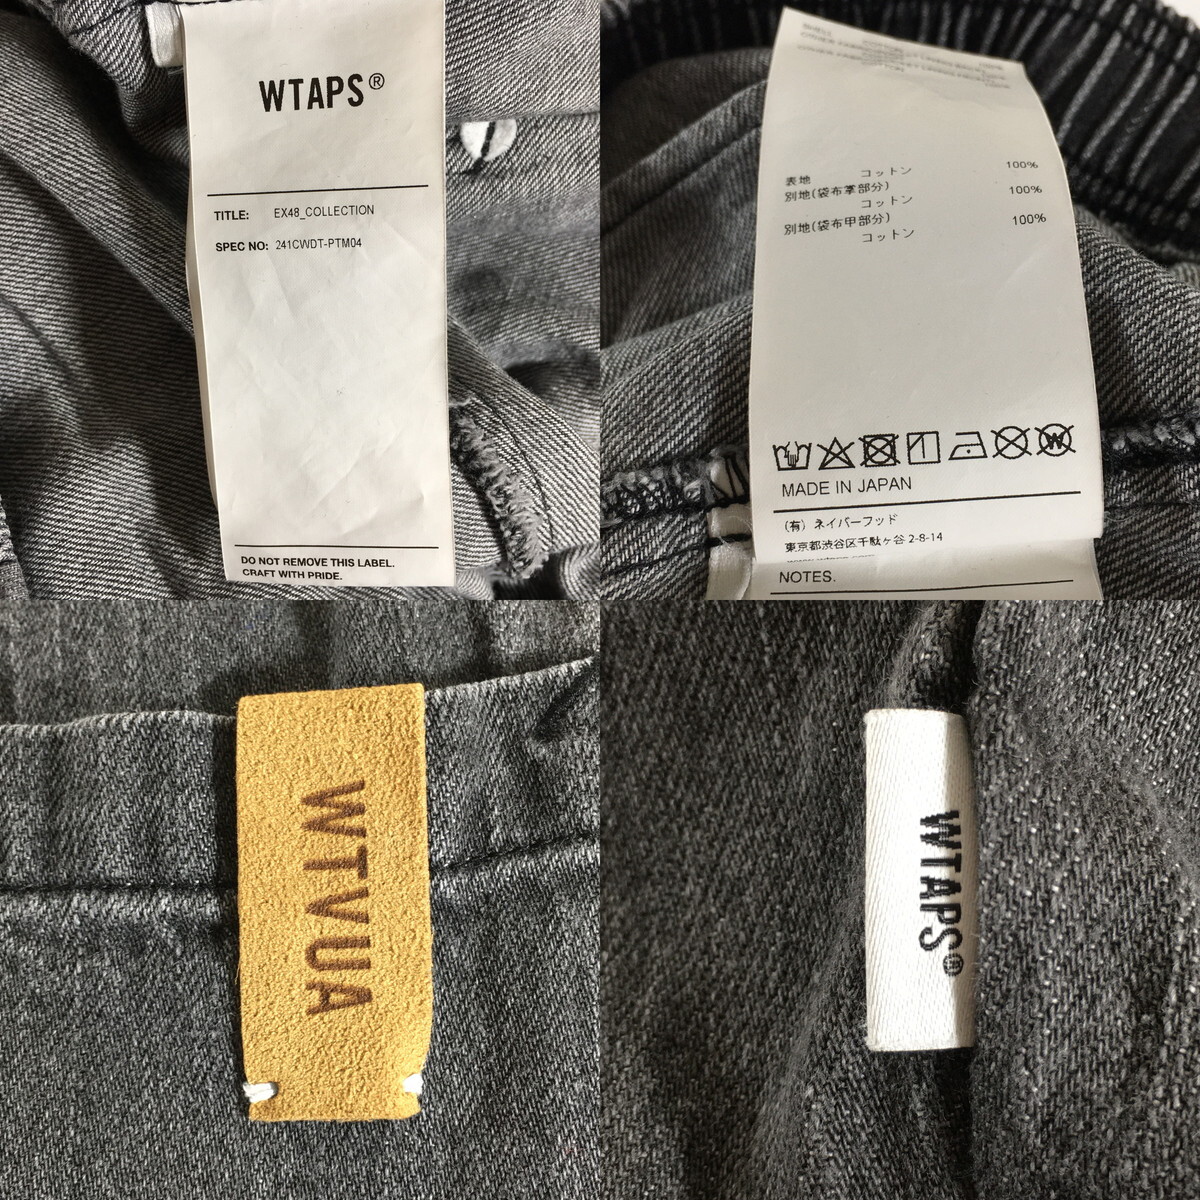 WTAPS®
TITLE: EX48_COLLECTION
SPEC NO: 241CWDT-PTM04
DO NOT REMOVE THIS LABEL.
CRAFT WITH PRIDE.
表地 コットン 100%
別地(袋布掌部分)
コットン 100%
別地(袋布甲部分)
コットン 100%
W
MADE IN JAPAN
(有) ネイバーフッド
東京都渋谷区千駄ヶ谷 2-8-14
NOTES.
WTVUA
WTAPS®